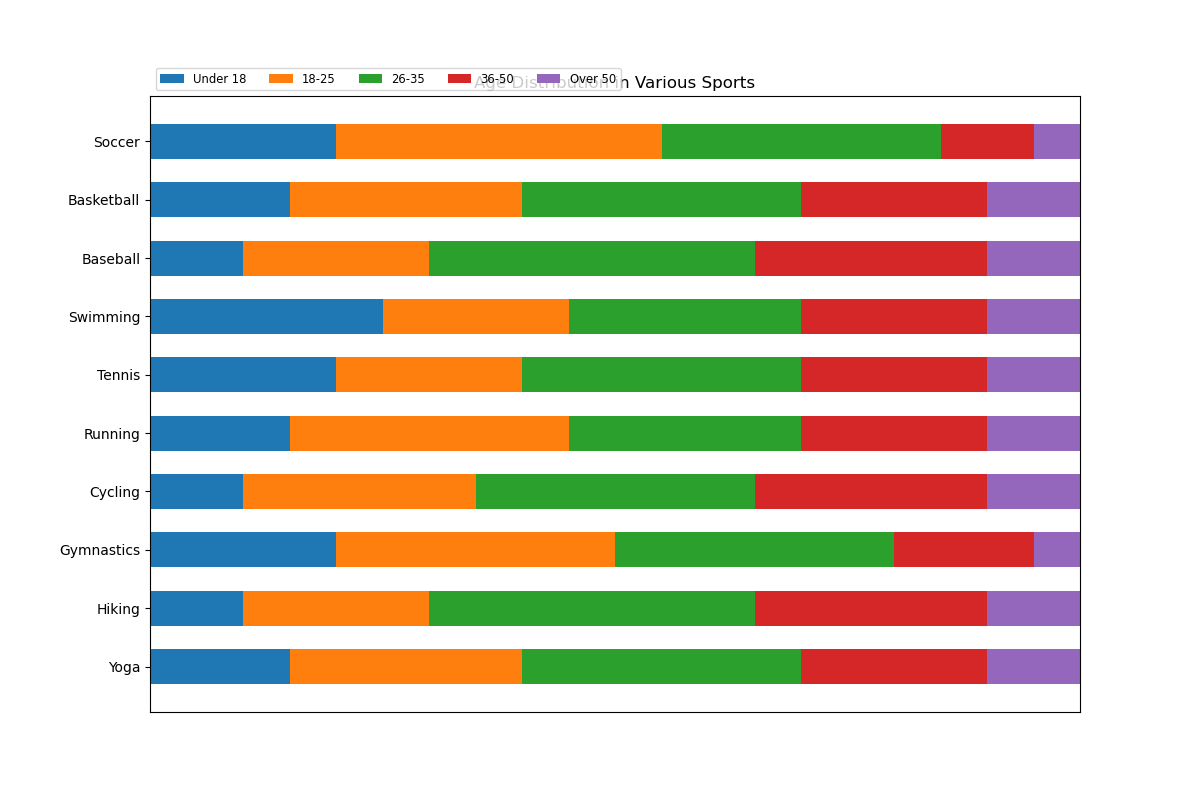 Age Distribution in Various Sports
Under 18 18-25 26-35 36-50 Over 50
Soccer
Basketball
Baseball
Swimming
Tennis
Running
Cycling
Gymnastics
Hiking
Yoga